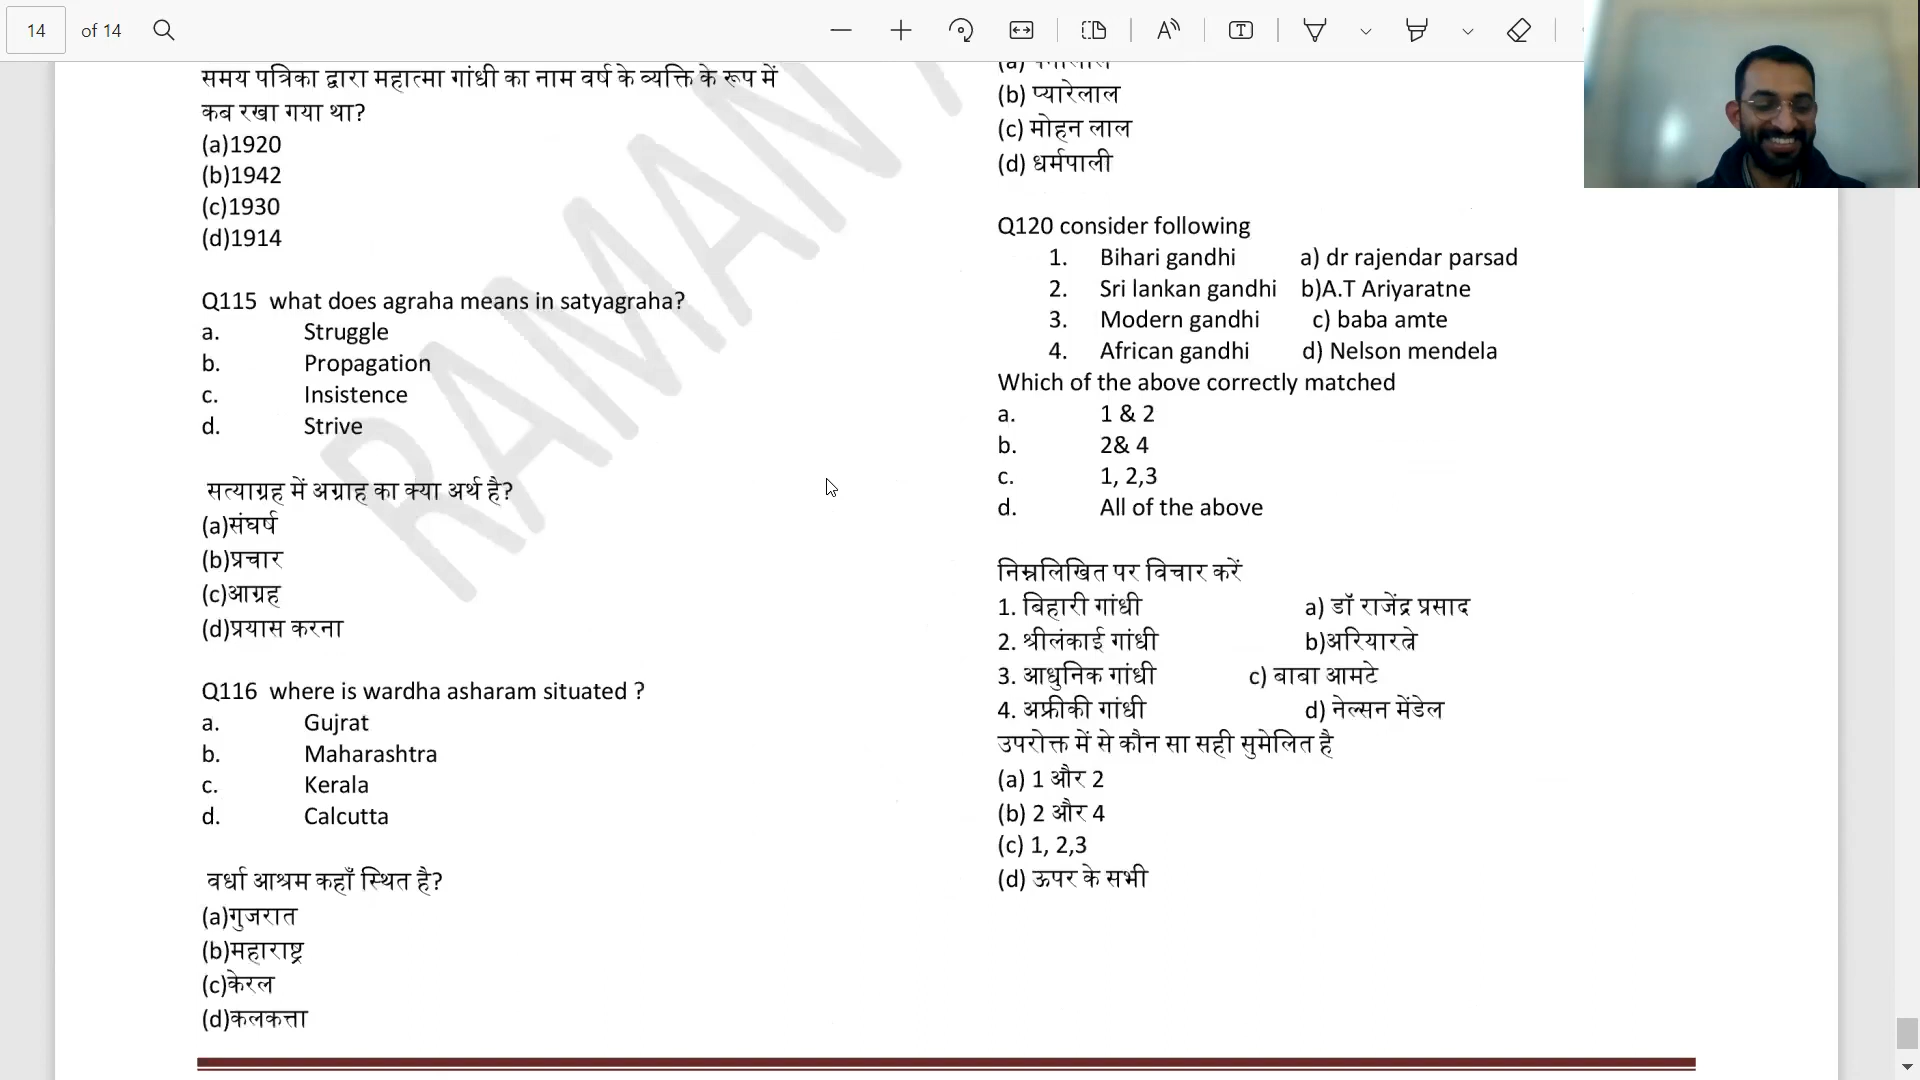 14 of 14
समय पत्रिका द्वारा महात्मा गांधी का नाम वर्ष के व्यक्ति के रूप में
कब रखा गया था?
(a)1920
(b)1942
(c)1930
(d)1914
Q115 what does agraha means in satyagraha?
a. Struggle
b. Propagation
c. Insistence
d. Strive
सत्याग्रह में अग्राह का क्या अर्थ है?
(a)संघर्ष
(b)प्रचार
(c)आग्रह
(d)प्रयास करना
Q116 where is wardha asharam situated ?
a. Gujrat
b. Maharashtra
c. Kerala
d. Calcutta
वर्धा आश्रम कहाँ स्थित है?
(a)गुजरात
(b)महाराष्ट्र
(c)केरल
(d)कलकत्ता
(b) प्यारेलाल
(c) मोहन लाल
(d) धर्मपाली
Q120 consider following
1. Bihari gandhi a) dr rajendar parsad
2. Sri lankan gandhi b)A.T Ariyaratne
3. Modern gandhi c) baba amte
4. African gandhi d) Nelson mendela
Which of the above correctly matched
a. 1 & 2
b. 2& 4
c. 1, 2,3
d. All of the above
निम्नलिखित पर विचार करें
1. बिहारी गांधी a) डॉ राजेंद्र प्रसाद
2. श्रीलंकाई गांधी b)अरियारत्ने
3. आधुनिक गांधी c) बाबा आमटे
4. अफ्रीकी गांधी d) नेल्सन मेंडेल
उपरोक्त में से कौन सा सही सुमेलित है
(a) 1 और 2
(b) 2 और 4
(c) 1, 2,3
(d) ऊपर के सभी
RAMAN